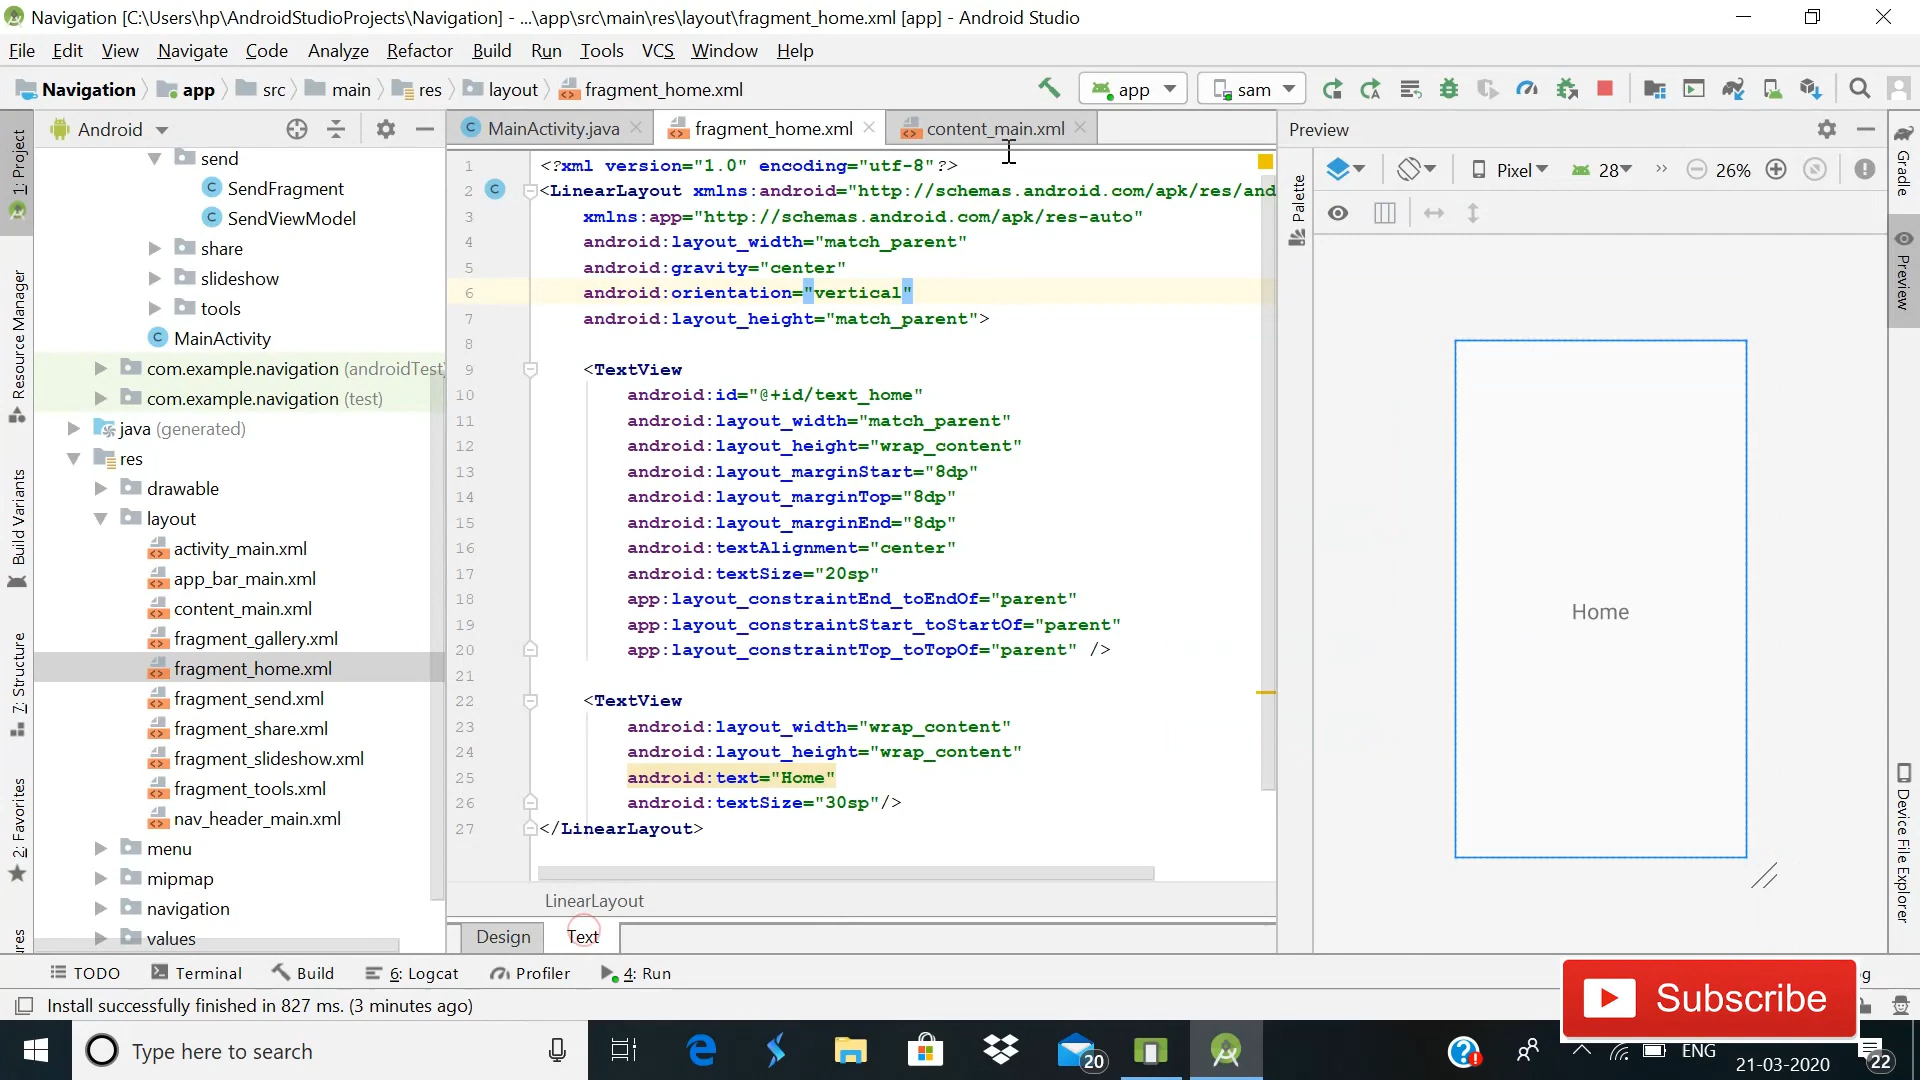 Navigation [C:\Users\hp\AndroidStudioProjects\Navigation] - ...\app\src\main\res\layout\fragment_home.xml [app] - Android Studio
File Edit View Navigate Code Analyze Refactor Build Run Tools VCS Window Help
Navigation app src main res layout fragment_home.xml
app
sam
Android
MainActivity.java
fragment_home.xml
content_main.xml
Preview
1: Project
Resource Manager
Build Variants
7: Structure
2: Favorites
send
SendFragment
SendViewModel
share
slideshow
tools
MainActivity
com.example.navigation (androidTest)
com.example.navigation (test)
java (generated)
res
drawable
layout
activity_main.xml
app_bar_main.xml
content_main.xml
fragment_gallery.xml
fragment_home.xml
fragment_send.xml
fragment_share.xml
fragment_slideshow.xml
fragment_tools.xml
nav_header_main.xml
menu
mipmap
navigation
values
1 <?xml version="1.0" encoding="utf-8"?>
2 <LinearLayout xmlns:android="http://schemas.android.com/apk/res/and
3 xmlns:app="http://schemas.android.com/apk/res-auto"
4 android:layout_width="match_parent"
5 android:gravity="center"
6 android:orientation="vertical"
7 android:layout_height="match_parent">
8
9 <TextView
10 android:id="@+id/text_home"
11 android:layout_width="match_parent"
12 android:layout_height="wrap_content"
13 android:layout_marginStart="8dp"
14 android:layout_marginTop="8dp"
15 android:layout_marginEnd="8dp"
16 android:textAlignment="center"
17 android:textSize="20sp"
18 app:layout_constraintEnd_toEndOf="parent"
19 app:layout_constraintStart_toStartOf="parent"
20 app:layout_constraintTop_toTopOf="parent" />
21
22 <TextView
23 android:layout_width="wrap_content"
24 android:layout_height="wrap_content"
25 android:text="Home"
26 android:textSize="30sp"/>
27 </LinearLayout>
LinearLayout
Design Text
Palette
Pixel 28 26%
Home
Gradle
Preview
Device File Explorer
TODO Terminal Build 6: Logcat Profiler 4: Run
Install successfully finished in 827 ms. (3 minutes ago)
Subscribe
Type here to search
20
ENG
21-03-2020
22